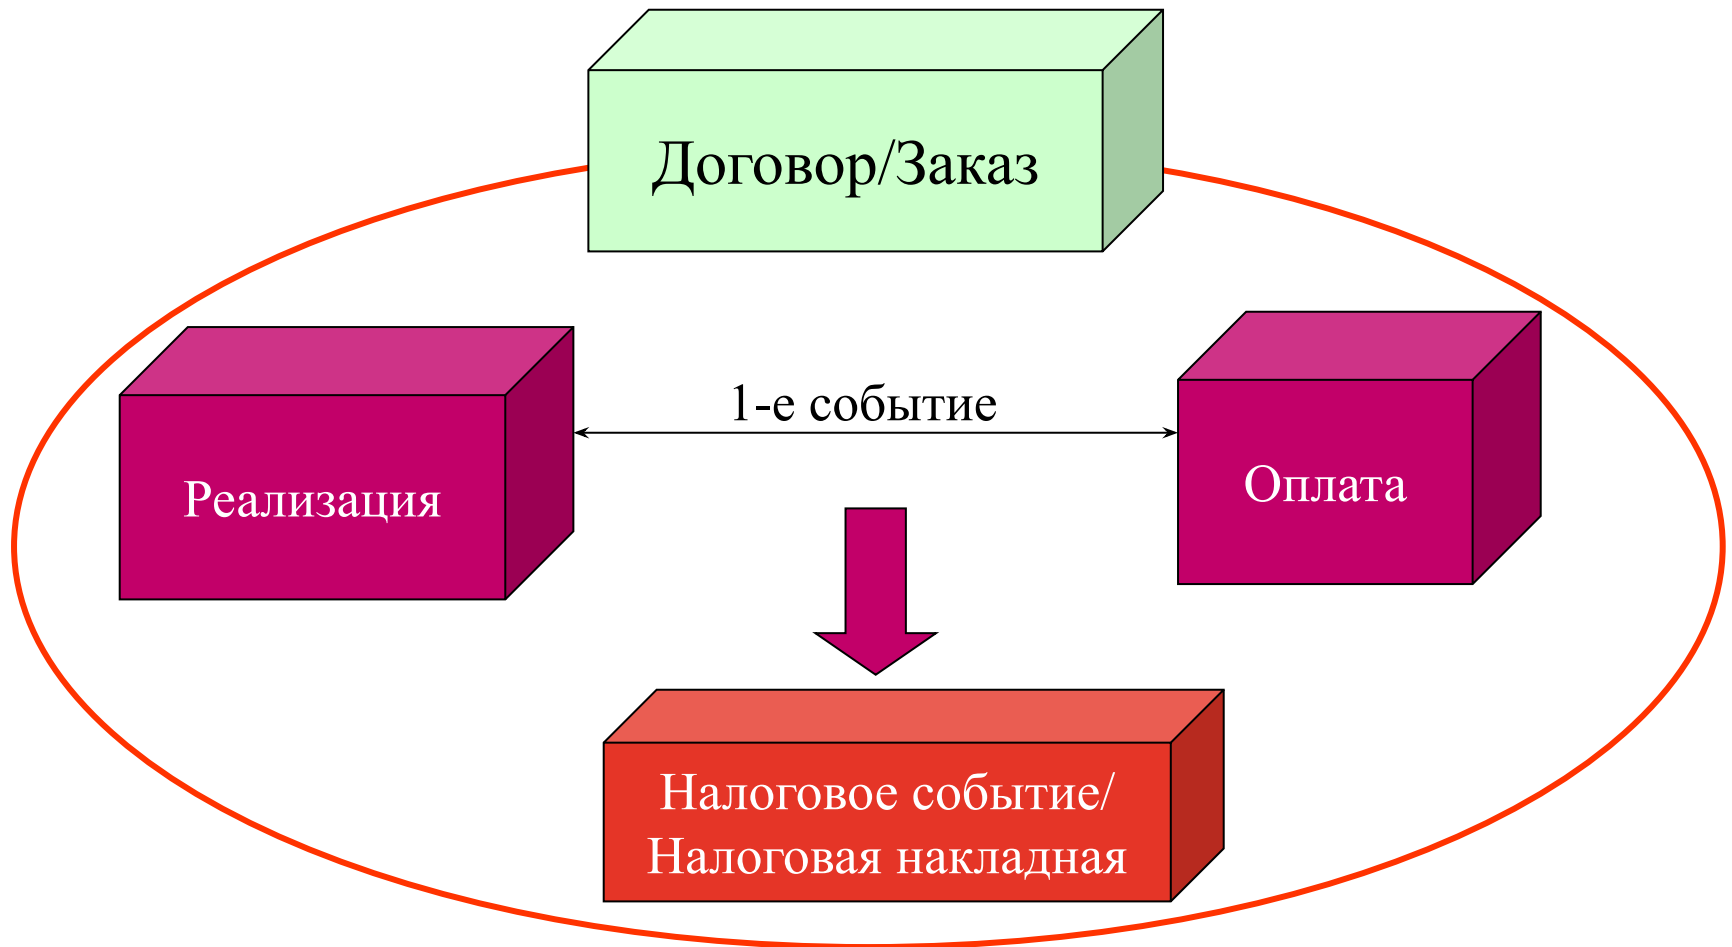 Договор/Заказ
1-е событие
Реализация
Оплата
Налоговое событие/
Налоговая накладная